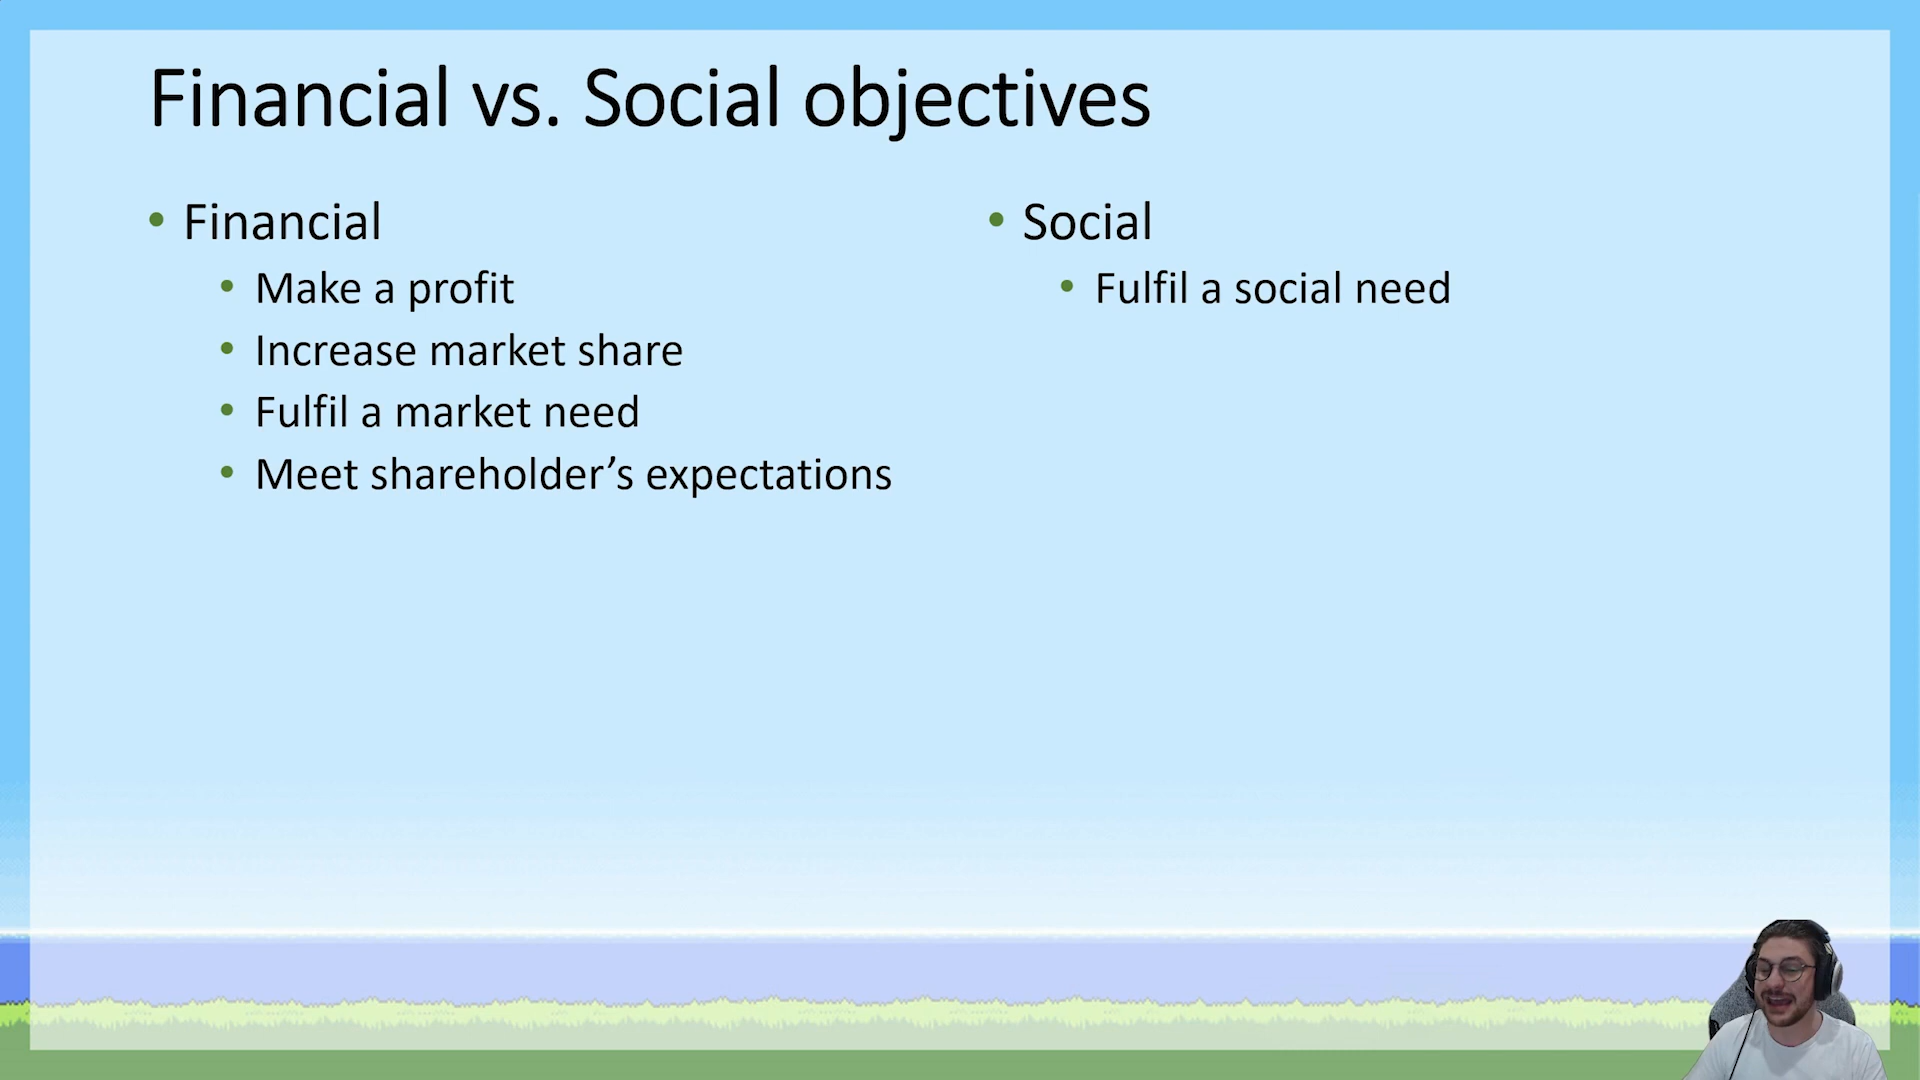 Financial vs. Social objectives
• Financial
• Make a profit
• Increase market share
• Fulfil a market need
• Meet shareholder’s expectations
• Social
• Fulfil a social need